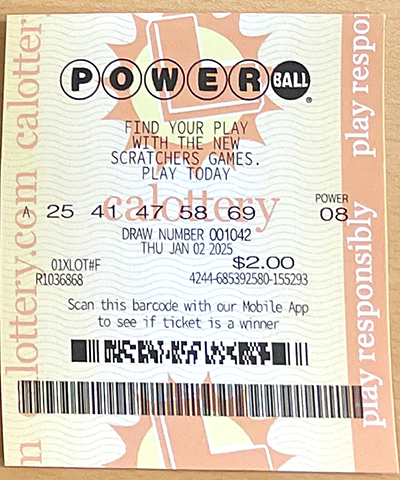 POWERBALL®
FIND YOUR PLAY
WITH THE NEW
SCRATCHERS GAMES.
PLAY TODAY
calottery
POWER
A 25 41 47 58 69 08
DRAW NUMBER 001042
THU JAN 02 2025
01XLOT#F $2.00
R1036868 4244-685392580-155293
Scan this barcode with our Mobile App
to see if ticket is a winner
n calottery.com calottery
play responsibly play respon